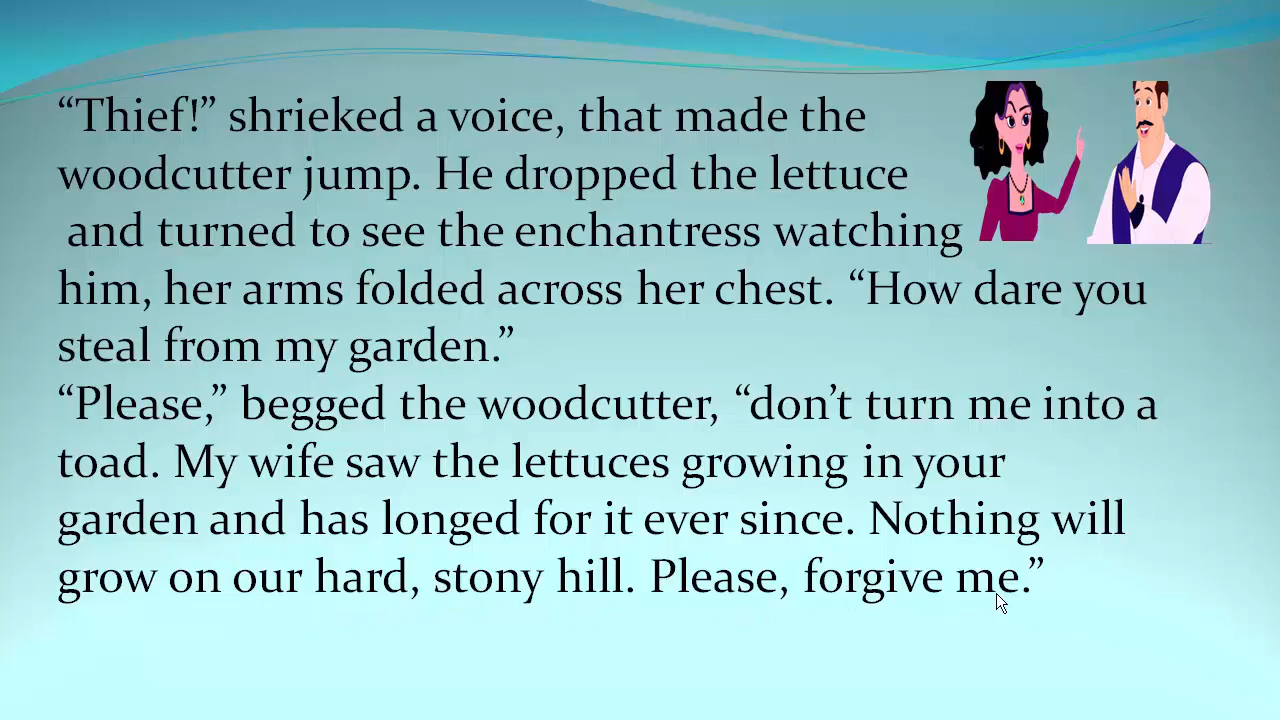 “Thief!” shrieked a voice, that made the
woodcutter jump. He dropped the lettuce
and turned to see the enchantress watching
him, her arms folded across her chest. “How dare you
steal from my garden.”
“Please,” begged the woodcutter, “don’t turn me into a
toad. My wife saw the lettuces growing in your
garden and has longed for it ever since. Nothing will
grow on our hard, stony hill. Please, forgive me.”